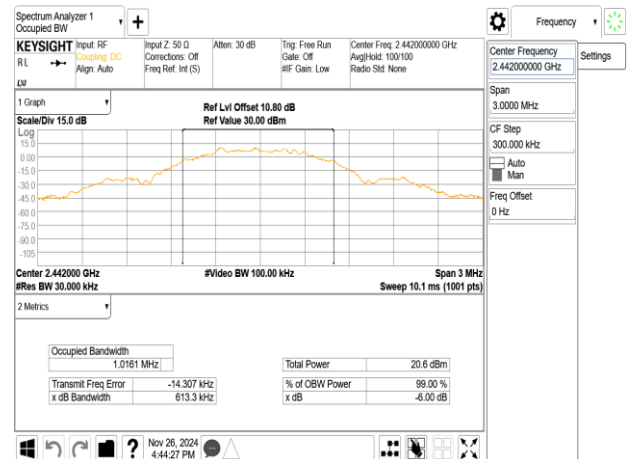 Spectrum Analyzer 1
Occupied BW
Frequency
KEYSIGHT
RL
Input: RF
Coupling: DC
Align: Auto
Input Z: 50 Ω
Corrections: Off
Freq Ref: Int (S)
Atten: 30 dB
Trig: Free Run
Gate: Off
#IF Gain: Low
Center Freq: 2.442000000 GHz
Avg|Hold: 100/100
Radio Std: None
Center Frequency
2.442000000 GHz
Settings
Span
3.0000 MHz
CF Step
300.000 kHz
Auto
Man
Freq Offset
0 Hz
1 Graph
Scale/Div 15.0 dB
Ref Lvl Offset 10.80 dB
Ref Value 30.00 dBm
Log
15.0
0.00
-15.0
-30.0
-45.0
-60.0
-75.0
-90.0
-105
Center 2.442000 GHz
#Video BW 100.00 kHz
Span 3 MHz
#Res BW 30.000 kHz
Sweep 10.1 ms (1001 pts)
2 Metrics
Occupied Bandwidth
1.0161 MHz
Total Power 20.6 dBm
Transmit Freq Error -14.307 kHz
% of OBW Power 99.00 %
x dB Bandwidth 613.3 kHz
x dB -6.00 dB
?
Nov 26, 2024
4:44:27 PM